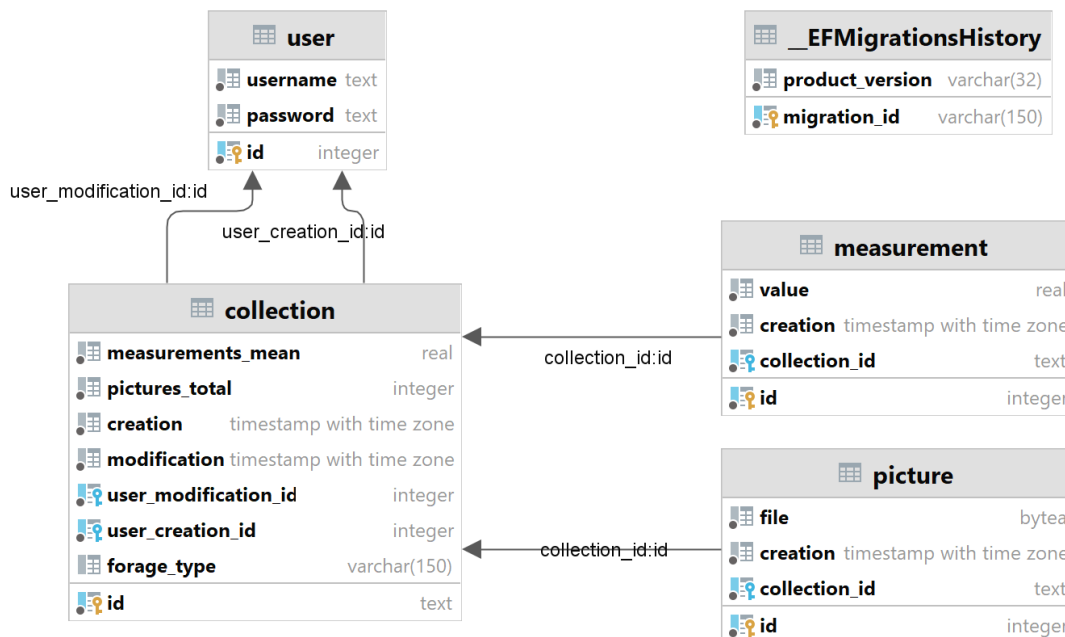 user
username text
password text
id integer
__EFMigrationsHistory
product_version varchar(32)
migration_id varchar(150)
user_modification_id:id
user_creation_id:id
collection
measurements_mean real
pictures_total integer
creation timestamp with time zone
modification timestamp with time zone
user_modification_id integer
user_creation_id integer
forage_type varchar(150)
id text
collection_id:id
collection_id:id
measurement
value real
creation timestamp with time zone
collection_id text
id integer
picture
file bytea
creation timestamp with time zone
collection_id text
id integer